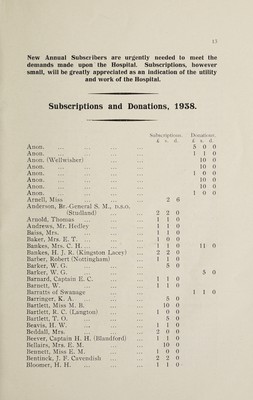 13
New Annual Subscribers are urgently needed to meet the
demands made upon the Hospital. Subscriptions, however
small, will be greatly appreciated as an indication of the utility
and work of the Hospital.
Subscriptions and Donations, 1938.
Subscriptions. Donations.
£ s. d. £ s. d.
Anon. ... 5 0 0
Anon. ... 1 1 0
Anon. (Wellwisher) ... 10 0
Anon. ... 10 0
Anon. ... 1 0 0
Anon. ... 10 0
Anon. ... 10 0
Anon. ... 1 0 0
Arnell, Miss ... 2 6
Anderson, Br. General S. M., D.S.O.
(Studland) ... 2 2 0
Arnold, Thomas ... 1 1 0
Andrews, Mr. Hedley ... 1 1 0
Baiss, Mrs. ... 1 1 0
Baker, Mrs. E. T. ... 1 0 0
Bankes, Mrs. C. H. ... 1 1 0 11 0
Bankes, H. J. R. (Kingston Lacey) ... 2 2 0
Barber, Robert (Nottingham) ... 1 1 0
Barker, W. G. ... 5 0
Barker, W. G. ... 5 0
Barnard, Captain E. C. ... 1 1 0
Barnett, W. ... 1 1 0
Barratts of Swanage ... 1 1 0
Barringer, K. A. ... 5 0
Bartlett, Miss M. B. ... 10 0
Bartlett, R. C. (Langton) ... 1 0 0
Bartlett, T. O. ... 5 0
Beavis, H. W. ... 1 1 0
Beddall, Mrs. ... 2 0 0
Beever, Captain H. H. (Blandford) ... 1 1 0
Bellairs, Mrs. E. M. ... 10 0
Bennett, Miss E. M. ... 1 0 0
Bentinck, J. F. Cavendish ... 2 2 0
Bloomer, H. H. ... 1 1 0